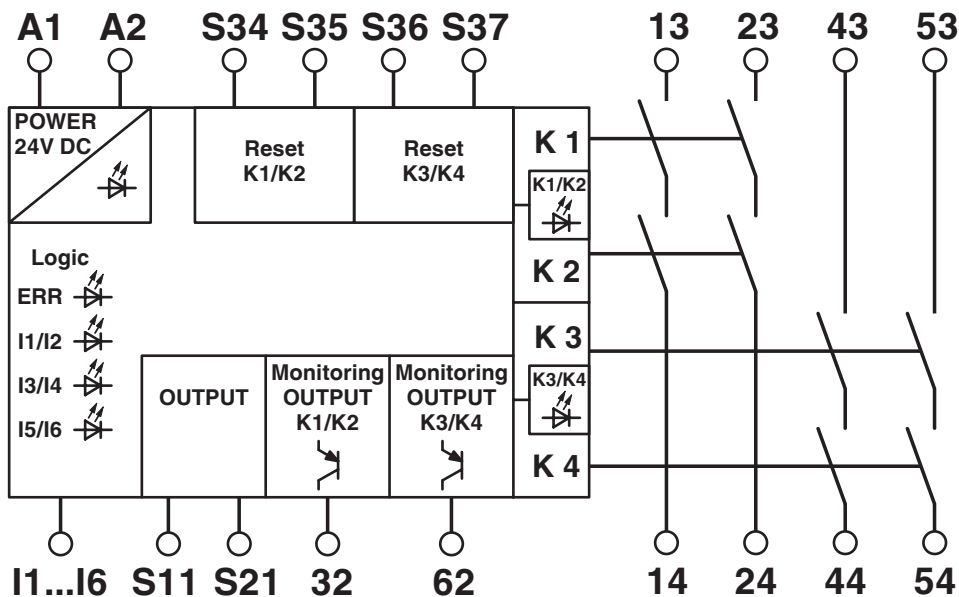 A1 A2 S34 S35 S36 S37 13 23 43 53
POWER
24V DC
Reset
K1/K2
Reset
K3/K4
K 1
K1/K2
K 2
Logic
ERR
I1/I2
I3/I4
I5/I6
K 3
K3/K4
K 4
OUTPUT
Monitoring
OUTPUT
K1/K2
Monitoring
OUTPUT
K3/K4
I1...I6 S11 S21 32 62 14 24 44 54